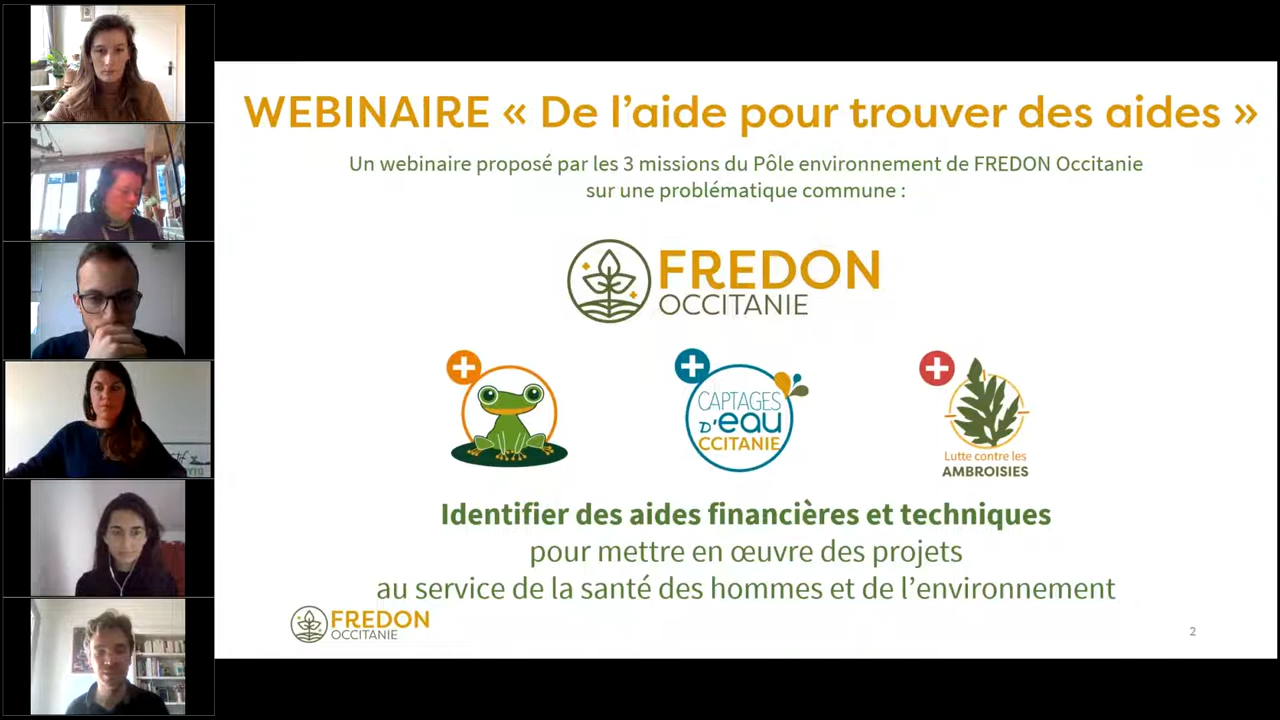 WEBINAIRE « De l'aide pour trouver des aides »
Un webinaire proposé par les 3 missions du Pôle environnement de FREDON Occitanie
sur une problématique commune :
FREDON
OCCITANIE
CAPTAGES
D'eau
CCITANIE
Lutte contre les
AMBROISIES
Identifier des aides financières et techniques
pour mettre en œuvre des projets
au service de la santé des hommes et de l'environnement
FREDON
OCCITANIE
2